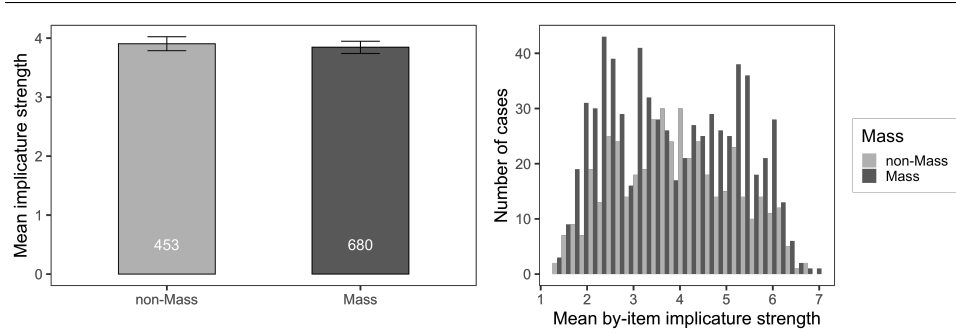 Mean implicature strength
4
3
2
1
0
453
680
non-Mass
Mass
Number of cases
40
30
20
10
0
1
2
3
4
5
6
7
Mean by-item implicature strength
Mass
non-Mass
Mass